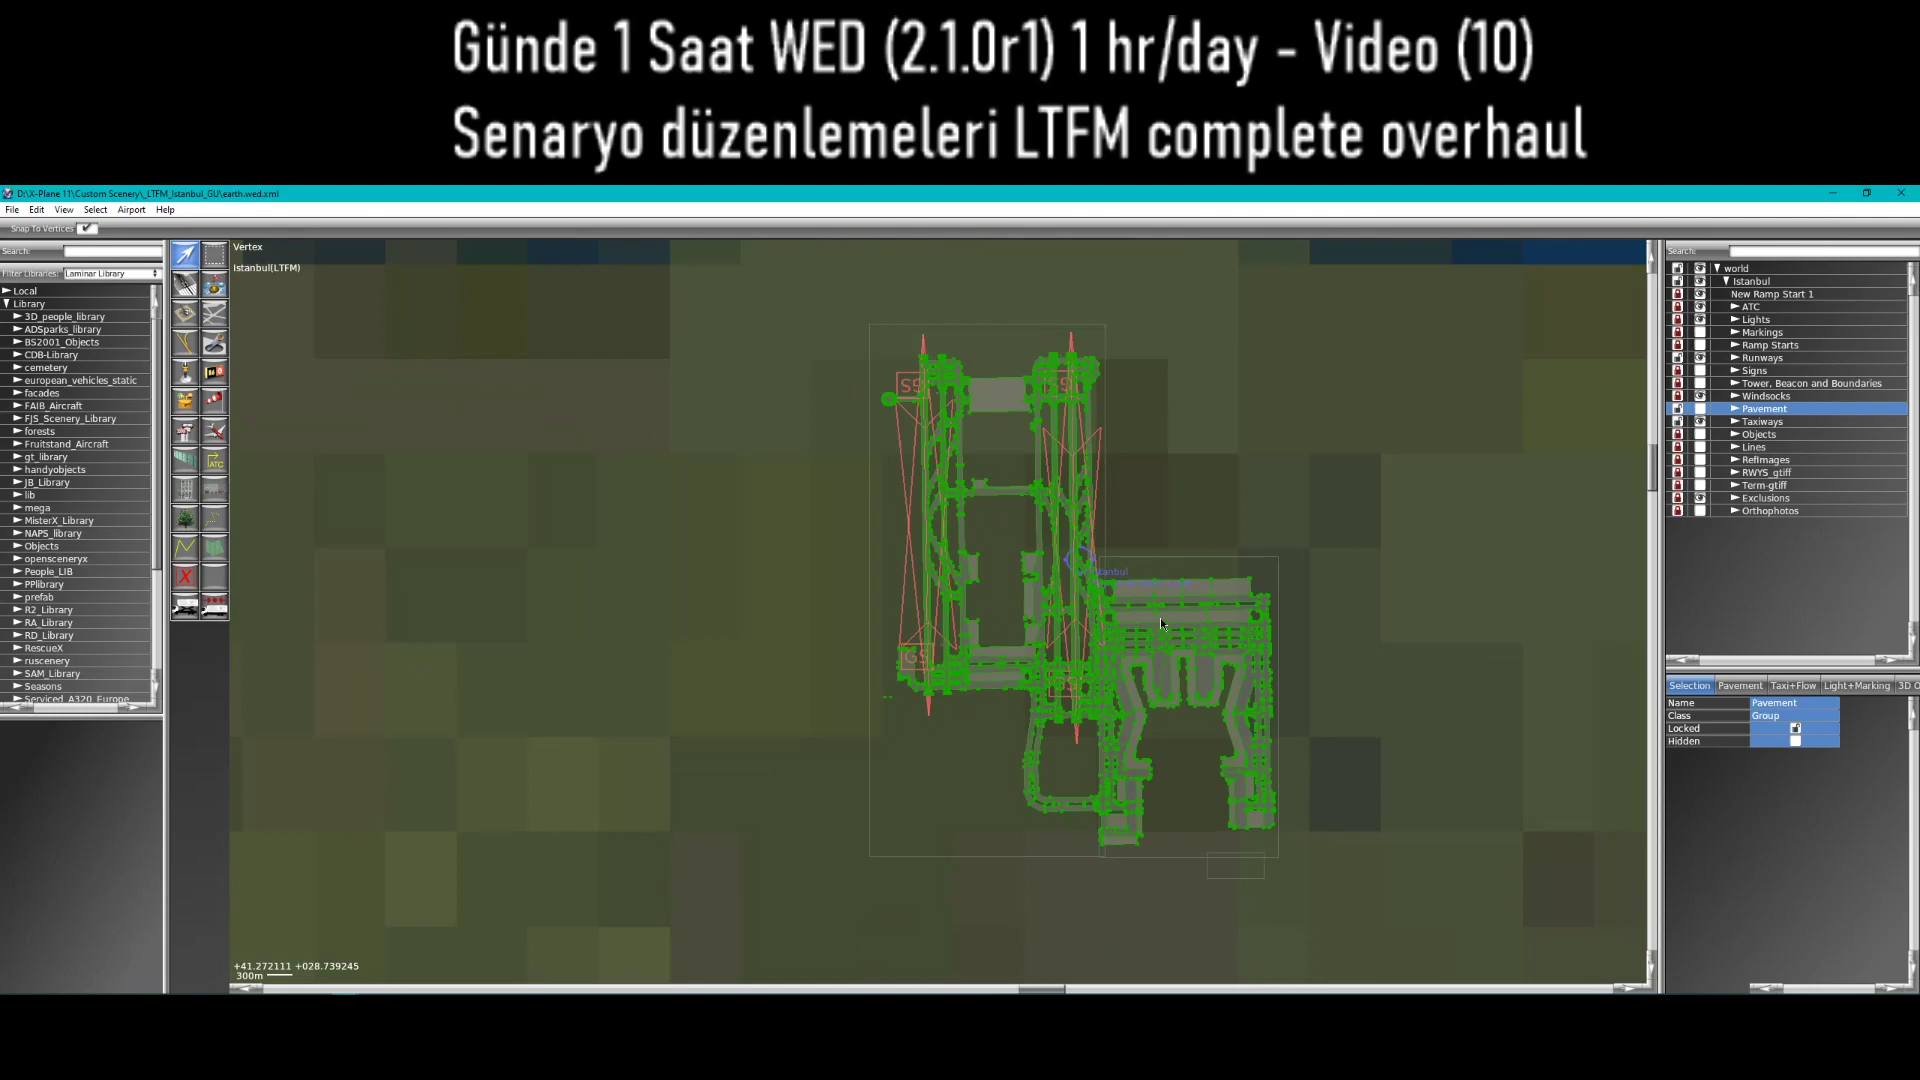 Günde 1 Saat WED (2.1.0r1) 1 hr/day - Video (10)
Senaryo düzenlemeleri LTFM complete overhaul
D:\X-Plane 11\Custom Scenery\_LTFM_Istanbul_GU\earth.wed.xml
File Edit View Select Airport Help
Snap To Vertices
Search:
Filter Libraries: Laminar Library
Local
Library
3D_people_library
ADSparks_library
BS2001_Objects
CDB-Library
cemetery
european_vehicles_static
facades
FAIB_Aircraft
FJS_Scenery_Library
forests
Fruitstand_Aircraft
gt_library
handyobjects
JB_Library
lib
mega
MisterX_Library
NAPS_library
Objects
opensceneryx
People_LIB
PPlibrary
prefab
R2_Library
RA_Library
RD_Library
RescueX
ruscenery
SAM_Library
Seasons
Serviced_A320_Europe
ATC
Vertex
Istanbul(LTFM)
GS
Istanbul
+41.272111 +028.739245
300m
Search:
world
Istanbul
New Ramp Start 1
ATC
Lights
Markings
Ramp Starts
Runways
Signs
Tower, Beacon and Boundaries
Windsocks
Pavement
Taxiways
Objects
Lines
RefImages
RWYS_gtiff
Term-gtiff
Exclusions
Orthophotos
Selection Pavement Taxi+Flow Light+Marking 3D O
Name Pavement
Class Group
Locked
Hidden